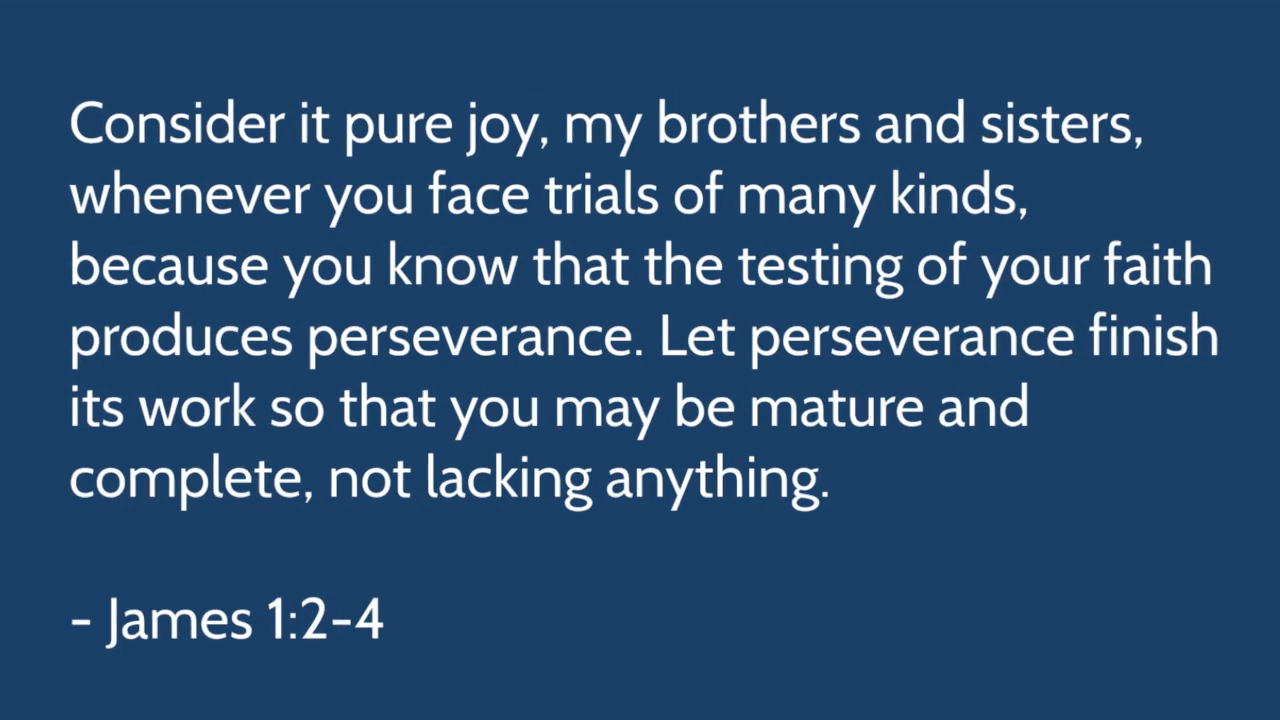 Consider it pure joy, my brothers and sisters,
whenever you face trials of many kinds,
because you know that the testing of your faith
produces perseverance. Let perseverance finish
its work so that you may be mature and
complete, not lacking anything.
- James 1:2-4